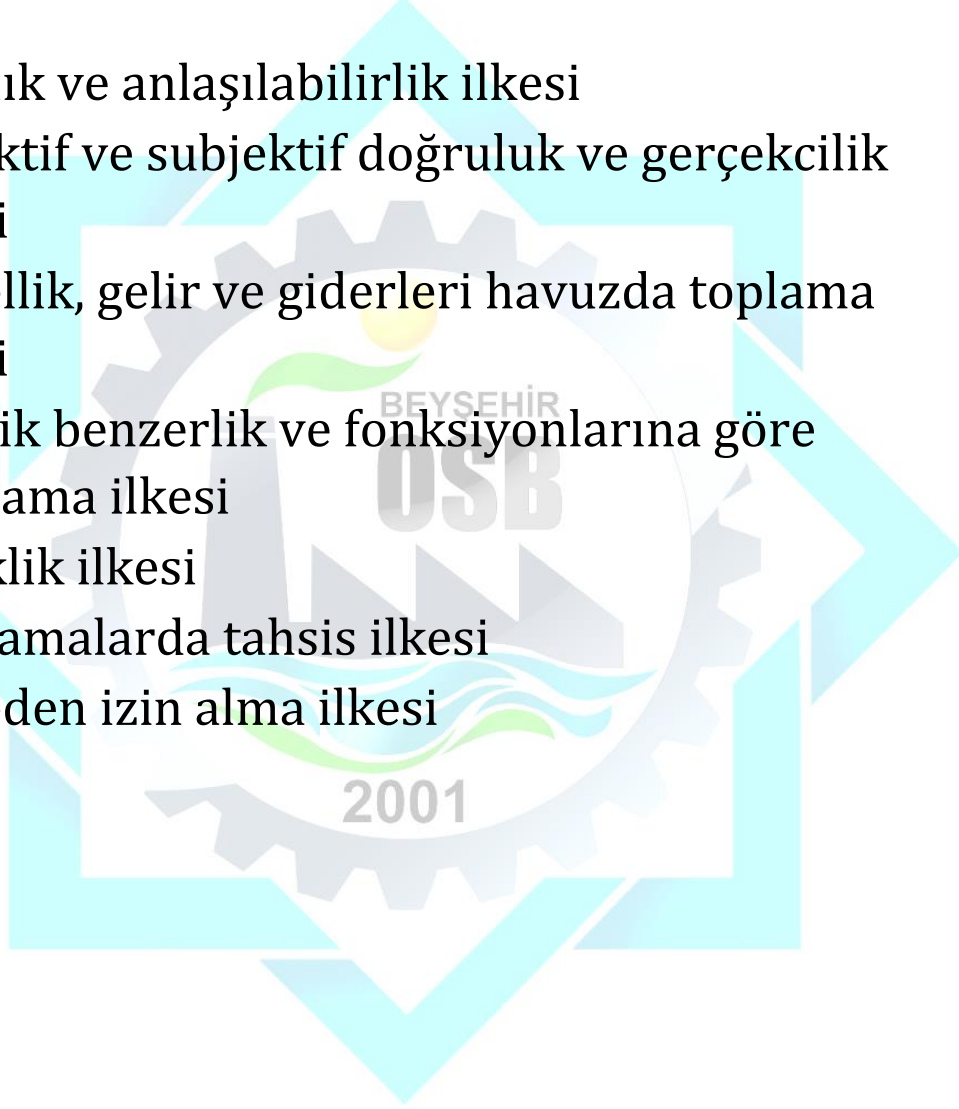 ık ve anlaşılabilirlik ilkesi
ktif ve subjektif doğruluk ve gerçekcilik
i
llik, gelir ve giderleri havuzda toplama
i
ik benzerlik ve fonksiyonlarına göre
ama ilkesi
klik ilkesi
amalarda tahsis ilkesi
den izin alma ilkesi
BEYŞEHİR
OSB
2001